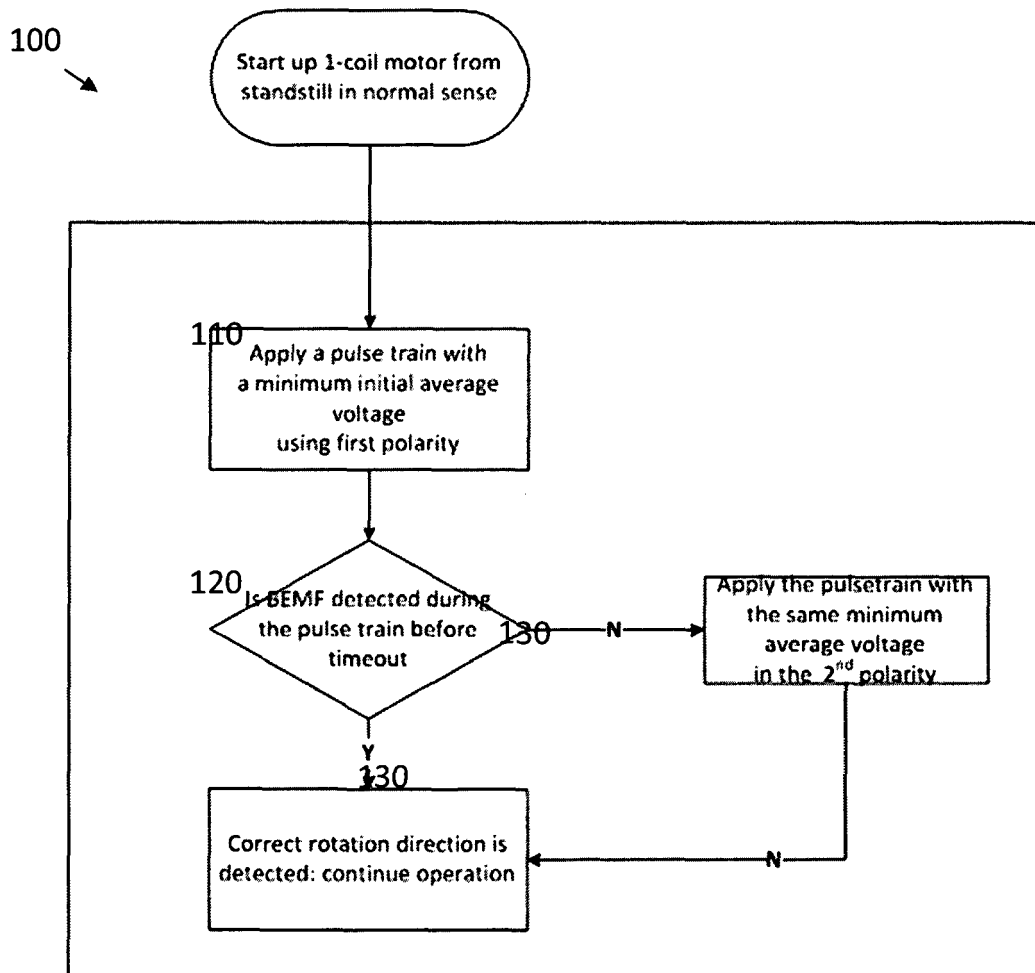 100
Start up 1-coil motor from
standstill in normal sense
110
Apply a pulse train with
a minimum initial average
voltage
using first polarity
120
Is BEMF detected during
the pulse train before
timeout
130
N
Apply the pulsetrain with
the same minimum
average voltage
in the 2nd polarity
Y
130
Correct rotation direction is
detected: continue operation
N